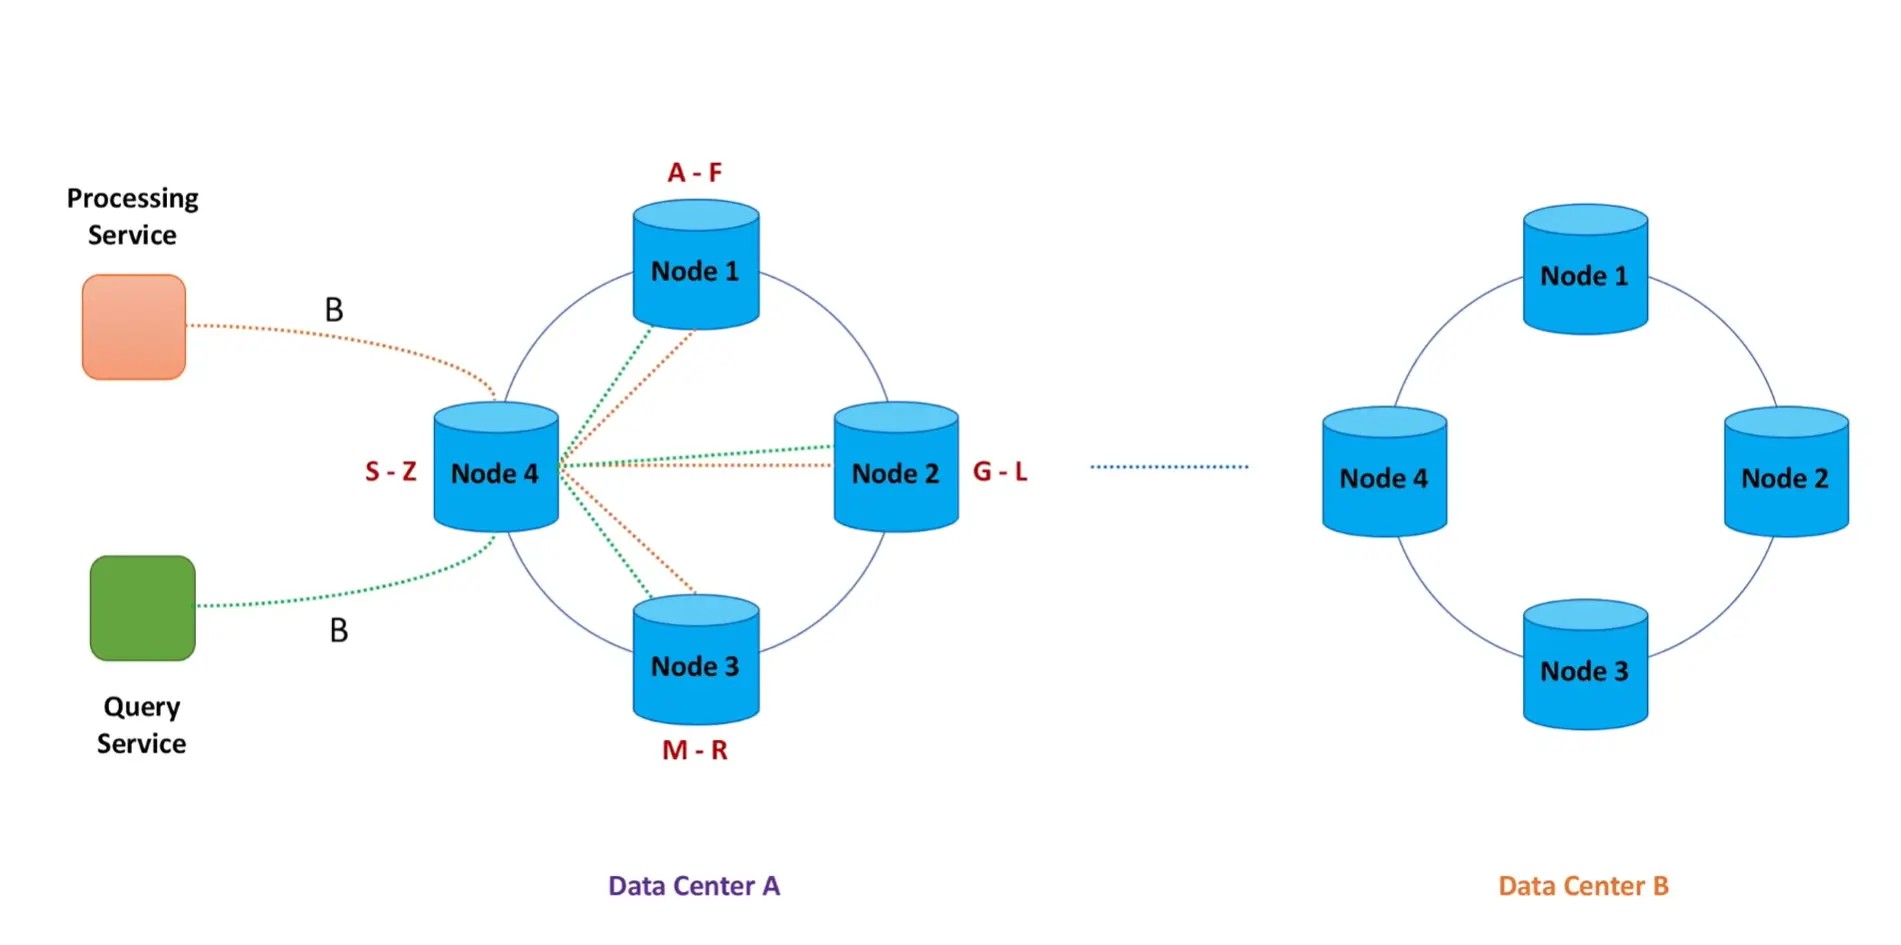 A - F
Processing
Service
Node 1
Node 1
B
S - Z
Node 4
Node 2
G - L
Node 4
Node 2
B
Node 3
Node 3
Query
Service
M - R
Data Center A
Data Center B